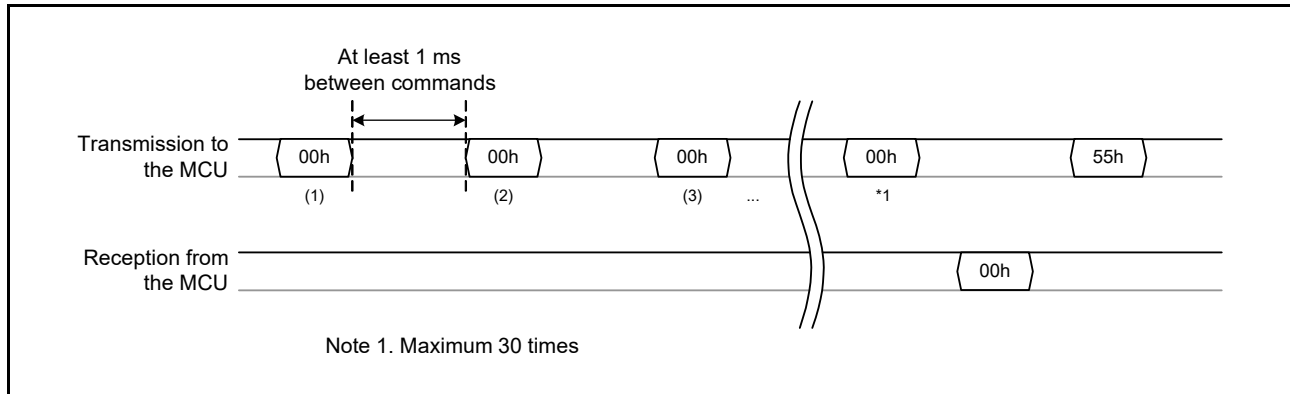 At least 1 ms
between commands
Transmission to
the MCU
00h
00h
00h
00h
55h
(1)
(2)
(3)
...
*1
Reception from
the MCU
00h
Note 1. Maximum 30 times